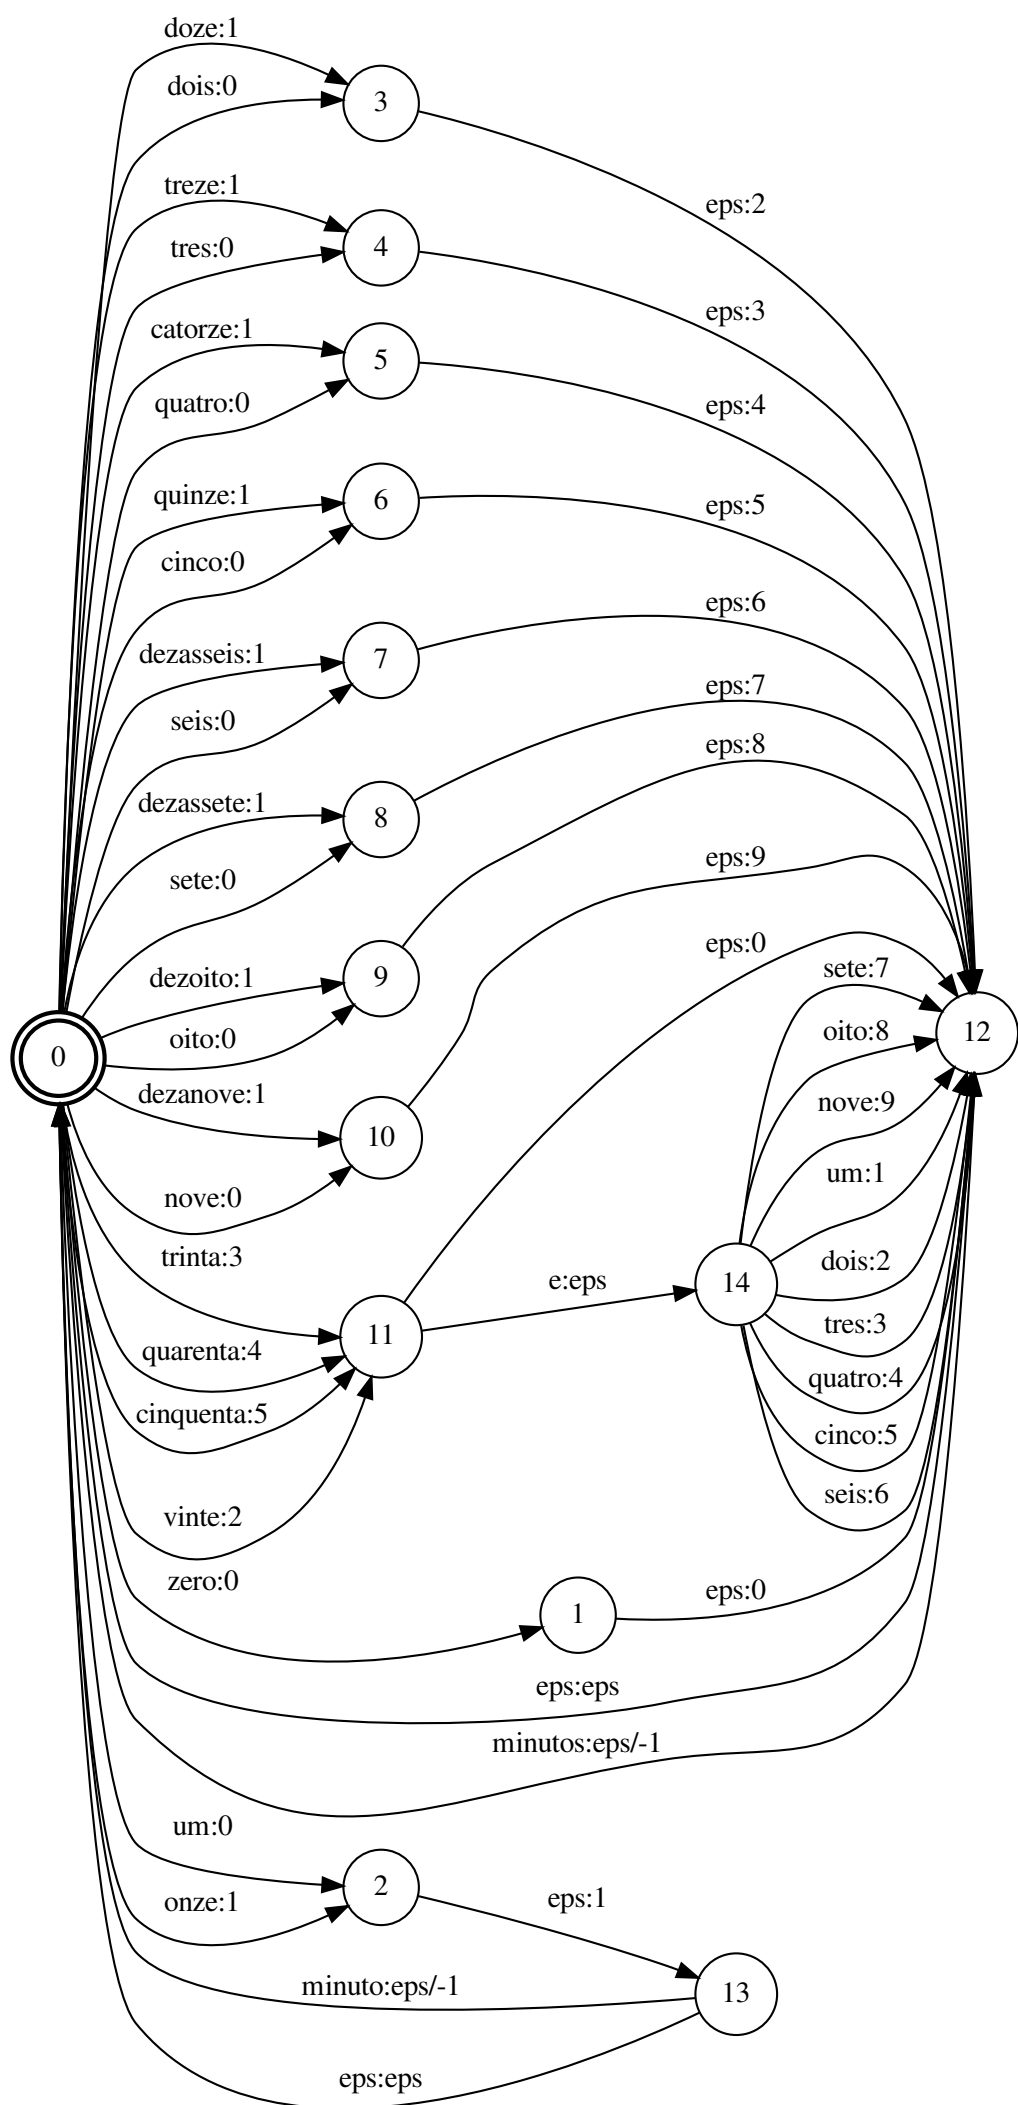 doze:1
dois:0
3
treze:1
eps:2
tres:0
4
eps:3
catorze:1
5
quatro:0
eps:4
quinze:1
6
eps:5
cinco:0
eps:6
dezasseis:1
7
eps:7
seis:0
eps:8
dezassete:1
8
sete:0
eps:9
eps:0
sete:7
dezoito:1
9
oito:0
oito:8
12
0
dezanove:1
nove:9
10
um:1
nove:0
trinta:3
dois:2
e:eps
14
tres:3
11
quarenta:4
quatro:4
cinquenta:5
cinco:5
seis:6
vinte:2
zero:0
eps:0
1
eps:eps
minutos:eps/-1
um:0
2
onze:1
eps:1
minuto:eps/-1
13
eps:eps